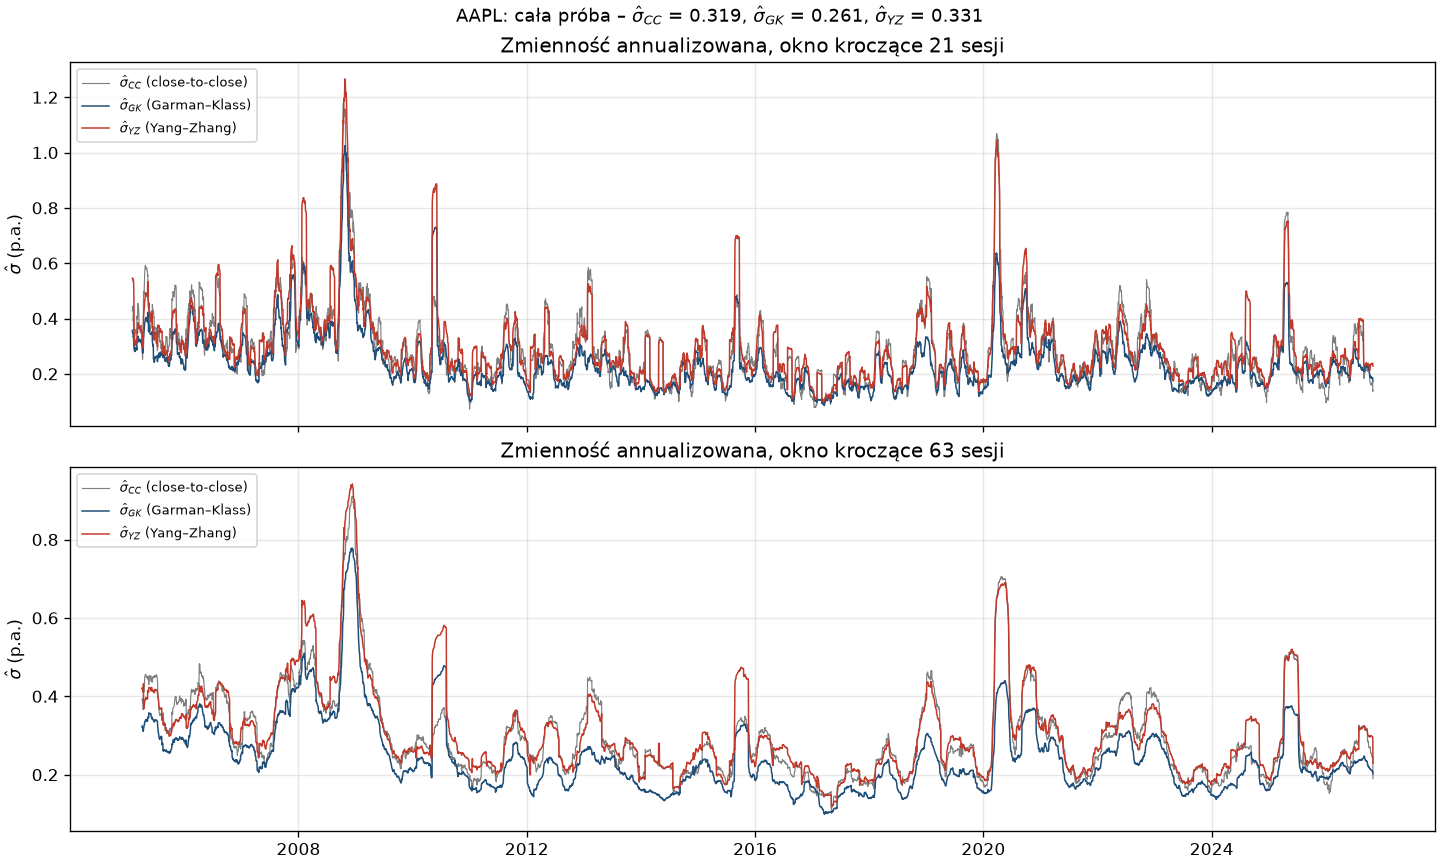 AAPL: cała próba – σ̂CC = 0.319, σ̂GK = 0.261, σ̂YZ = 0.331
Zmienność annualizowana, okno kroczące 21 sesji
σ̂CC (close-to-close)
σ̂GK (Garman–Klass)
σ̂YZ (Yang–Zhang)
1.2
1.0
0.8
0.6
0.4
0.2
σ̂ (p.a.)
Zmienność annualizowana, okno kroczące 63 sesji
σ̂CC (close-to-close)
σ̂GK (Garman–Klass)
σ̂YZ (Yang–Zhang)
0.8
0.6
0.4
0.2
σ̂ (p.a.)
2008 2012 2016 2020 2024